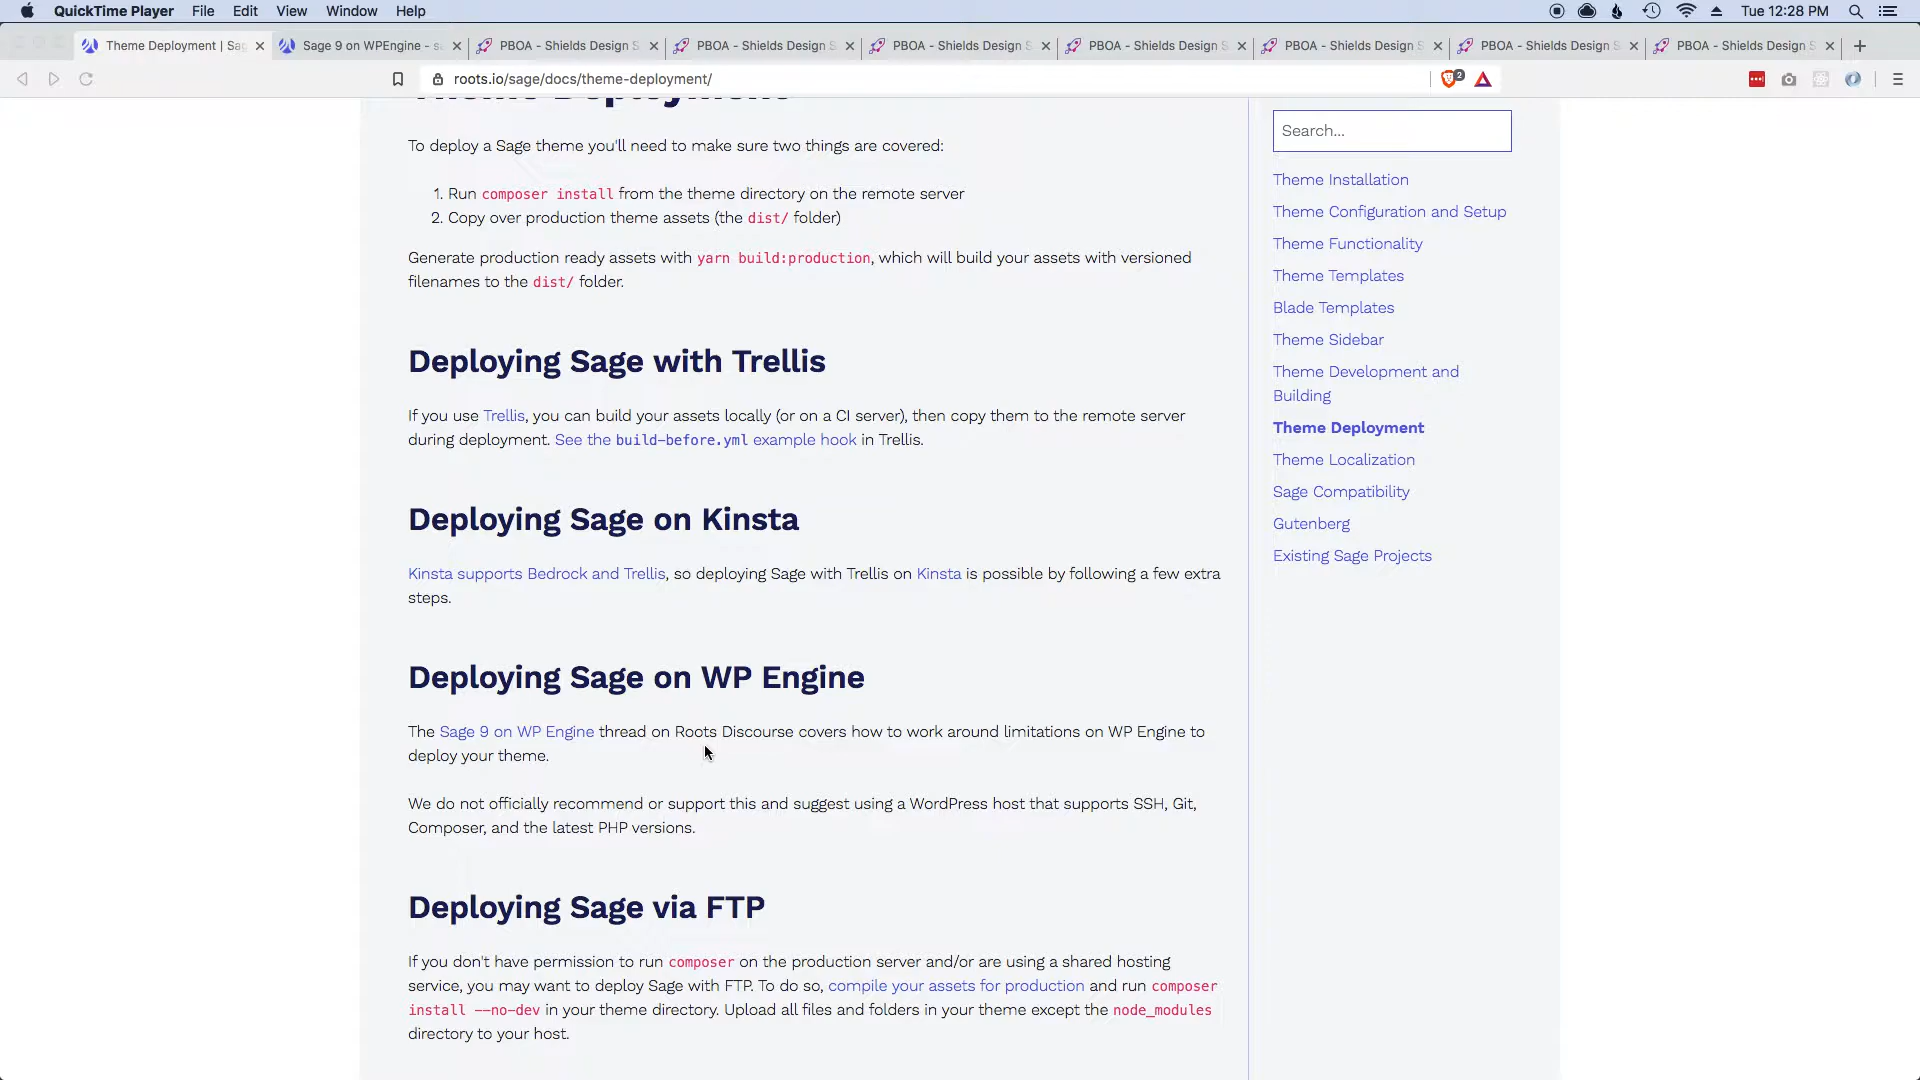 QuickTime Player File Edit View Window Help
Tue 12:28 PM
Theme Deployment | Sag
Sage 9 on WPEngine - s
PBOA - Shields Design S
PBOA - Shields Design S
PBOA - Shields Design S
PBOA - Shields Design S
PBOA - Shields Design S
PBOA - Shields Design S
PBOA - Shields Design S
roots.io/sage/docs/theme-deployment/
2
Theme Deployment
To deploy a Sage theme you'll need to make sure two things are covered:
1. Run composer install from the theme directory on the remote server
2. Copy over production theme assets (the dist/ folder)
Generate production ready assets with yarn build:production, which will build your assets with versioned
filenames to the dist/ folder.
Deploying Sage with Trellis
If you use Trellis, you can build your assets locally (or on a CI server), then copy them to the remote server
during deployment. See the build-before.yml example hook in Trellis.
Deploying Sage on Kinsta
Kinsta supports Bedrock and Trellis, so deploying Sage with Trellis on Kinsta is possible by following a few extra
steps.
Deploying Sage on WP Engine
The Sage 9 on WP Engine thread on Roots Discourse covers how to work around limitations on WP Engine to
deploy your theme.
We do not officially recommend or support this and suggest using a WordPress host that supports SSH, Git,
Composer, and the latest PHP versions.
Deploying Sage via FTP
If you don't have permission to run composer on the production server and/or are using a shared hosting
service, you may want to deploy Sage with FTP. To do so, compile your assets for production and run composer
install --no-dev in your theme directory. Upload all files and folders in your theme except the node_modules
directory to your host.
Search...
Theme Installation
Theme Configuration and Setup
Theme Functionality
Theme Templates
Blade Templates
Theme Sidebar
Theme Development and
Building
Theme Deployment
Theme Localization
Sage Compatibility
Gutenberg
Existing Sage Projects